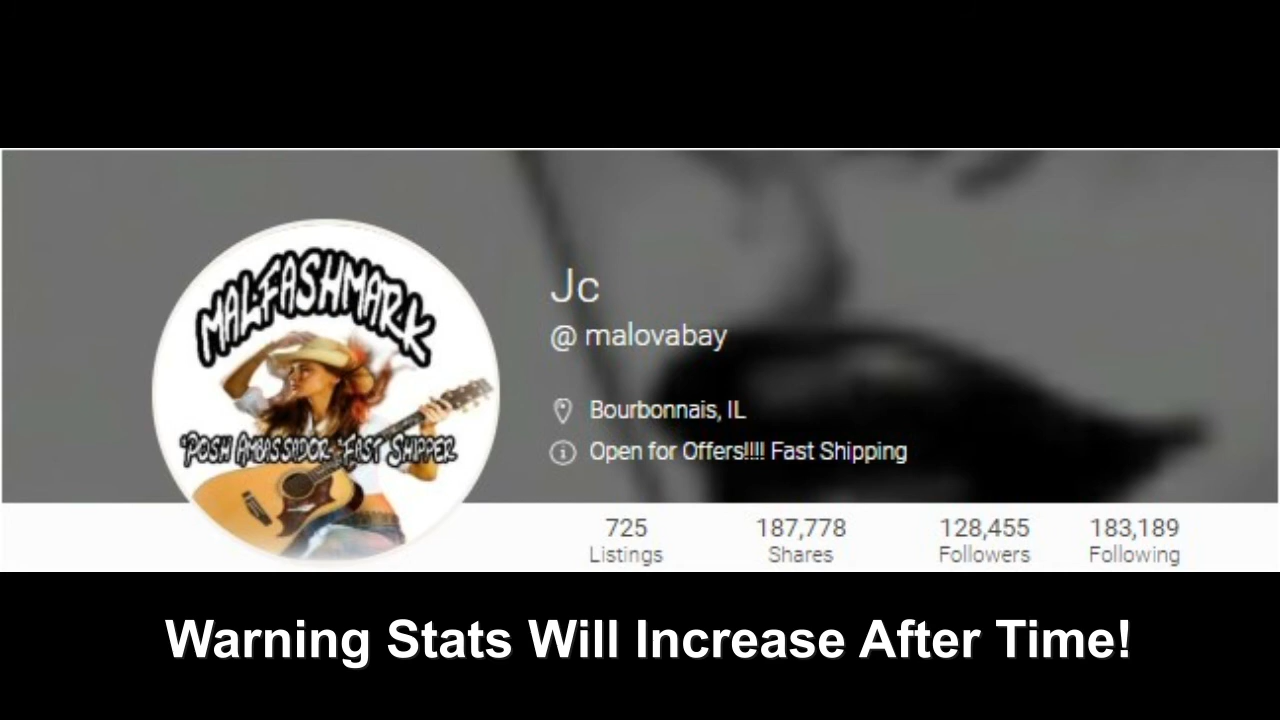 MALFASHMARK
*Posh Ambassador *Fast Shipper
Jc
@ malovabay
Bourbonnais, IL
Open for Offers!!!! Fast Shipping
725 187,778 128,455 183,189
Listings Shares Followers Following
Warning Stats Will Increase After Time!